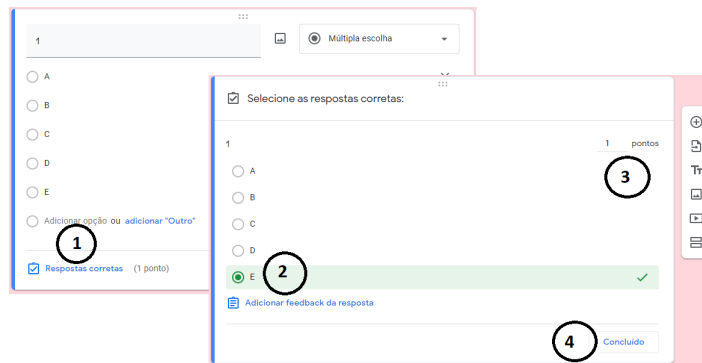 1
Múltipla escolha
A
B
C
D
E
Adicionar opção ou adicionar "Outro"
1
Respostas corretas (1 ponto)
Selecione as respostas corretas:
1
1 pontos
3
A
B
C
D
E
2
Adicionar feedback da resposta
4
Concluído
Tт